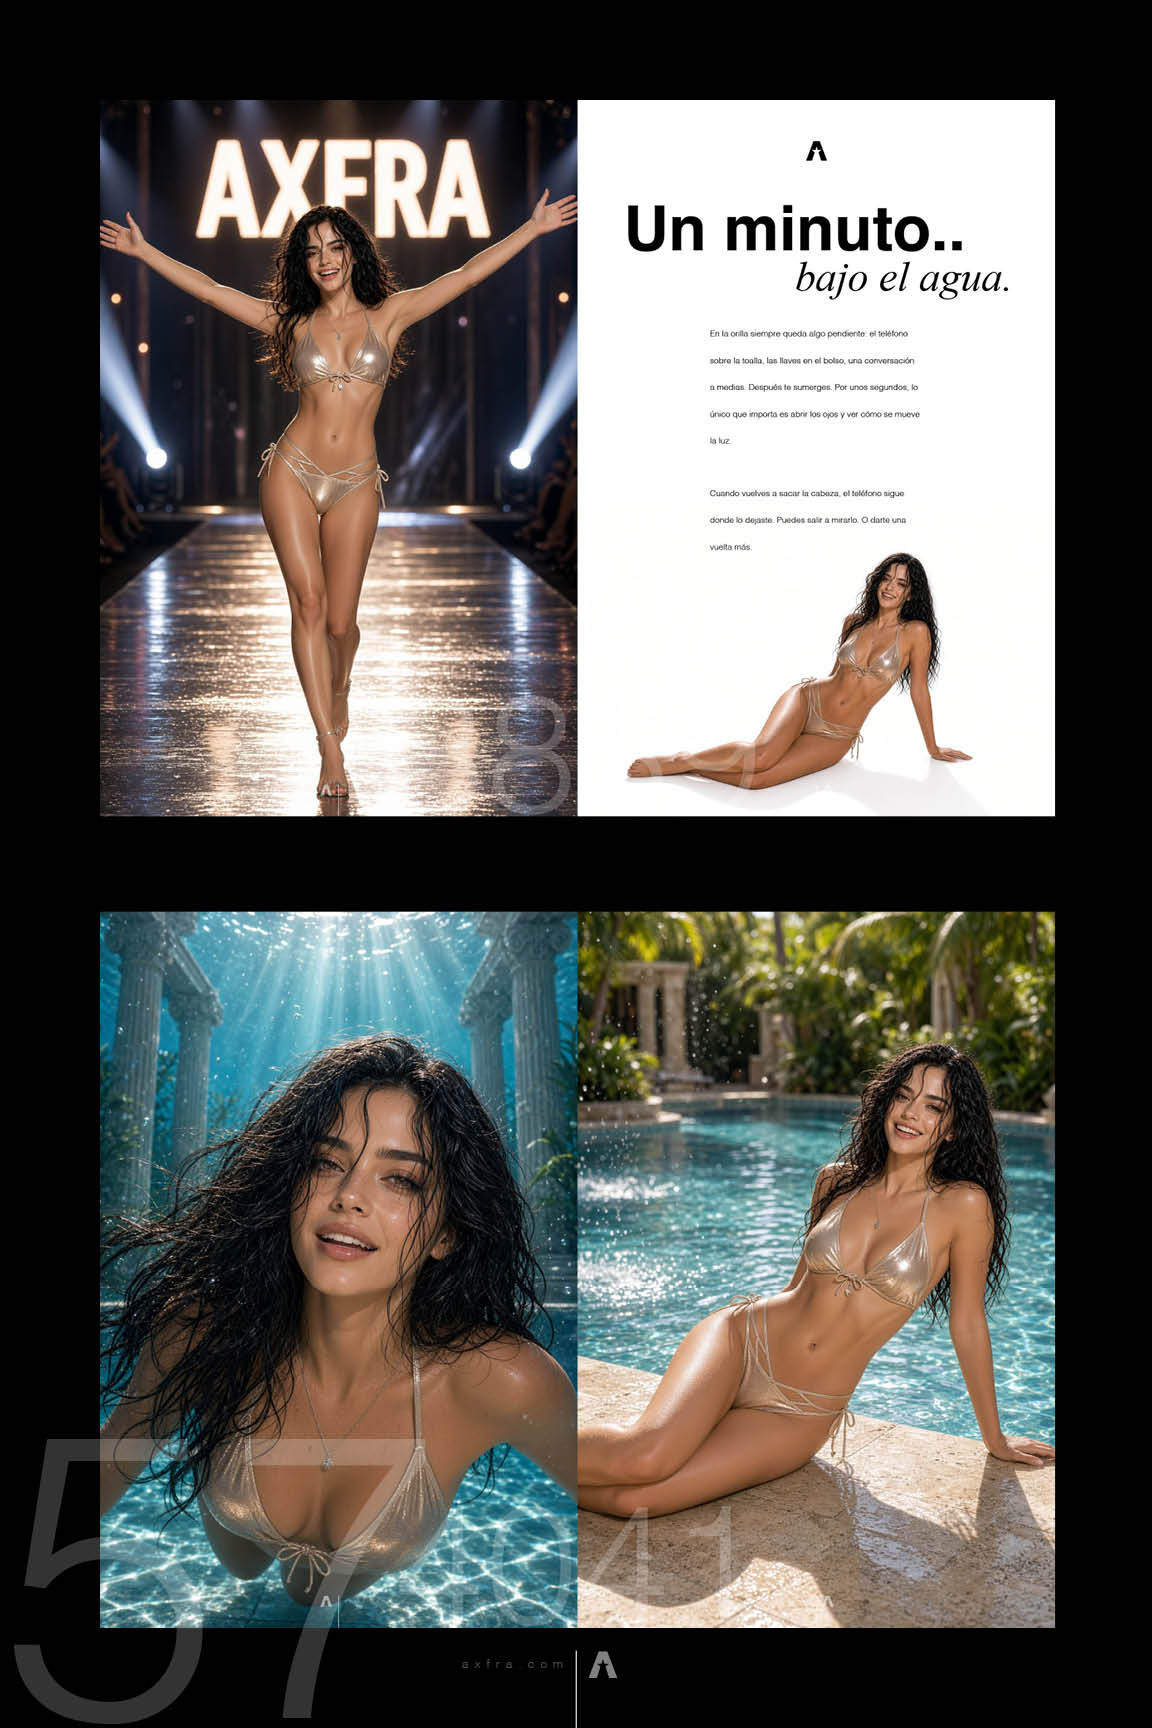 AXFRA
Un minuto..
bajo el agua.
En la orilla siempre queda algo pendiente: el teléfono
sobre la toalla, las llaves en el bolso, una conversación
a medias. Después te sumerges. Por unos segundos, lo
único que importa es abrir los ojos y ver cómo se mueve
la luz.
Cuando vuelves a sacar la cabeza, el teléfono sigue
donde lo dejaste. Puedes salir a mirarlo. O darte una
vuelta más.
8
9
41
57
axfra.com